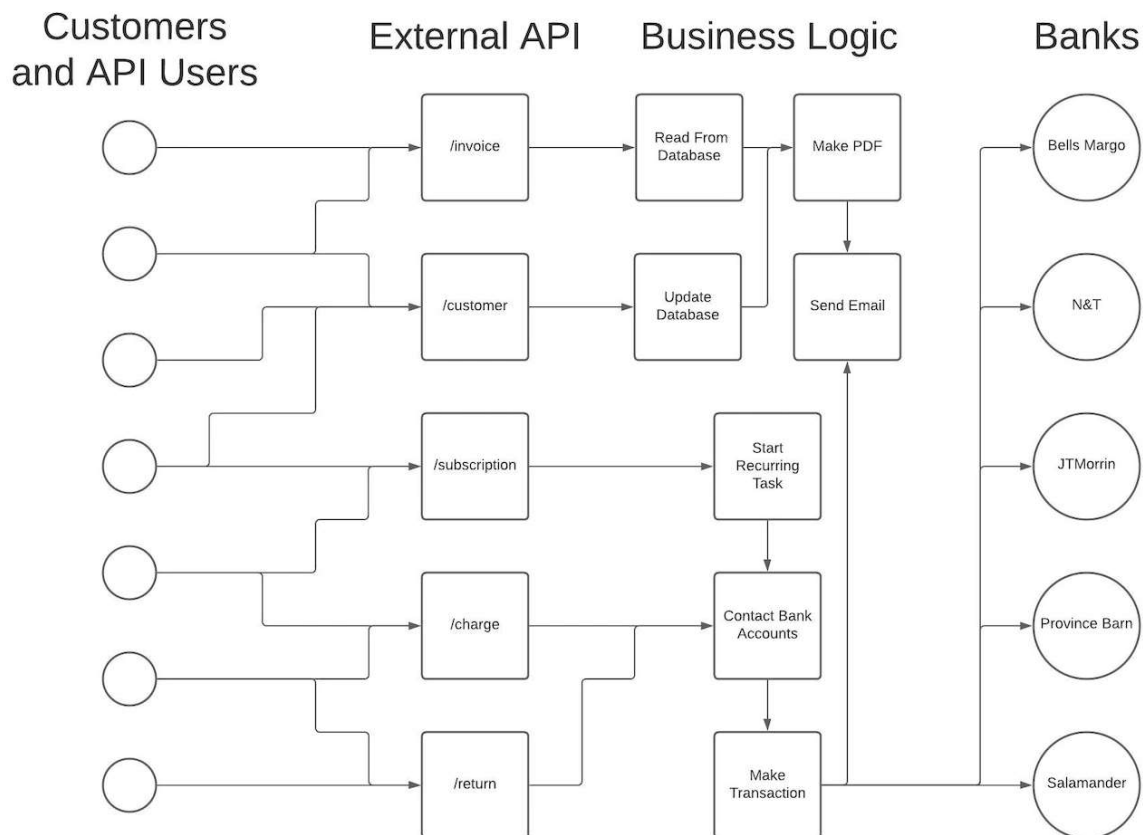 Customers
and API Users
External API
Business Logic
Banks
/invoice
Read From
Database
Make PDF
Bells Margo
/customer
Update
Database
Send Email
N&T
/subscription
Start
Recurring
Task
JTMorrin
/charge
Contact Bank
Accounts
Province Barn
/return
Make
Transaction
Salamander